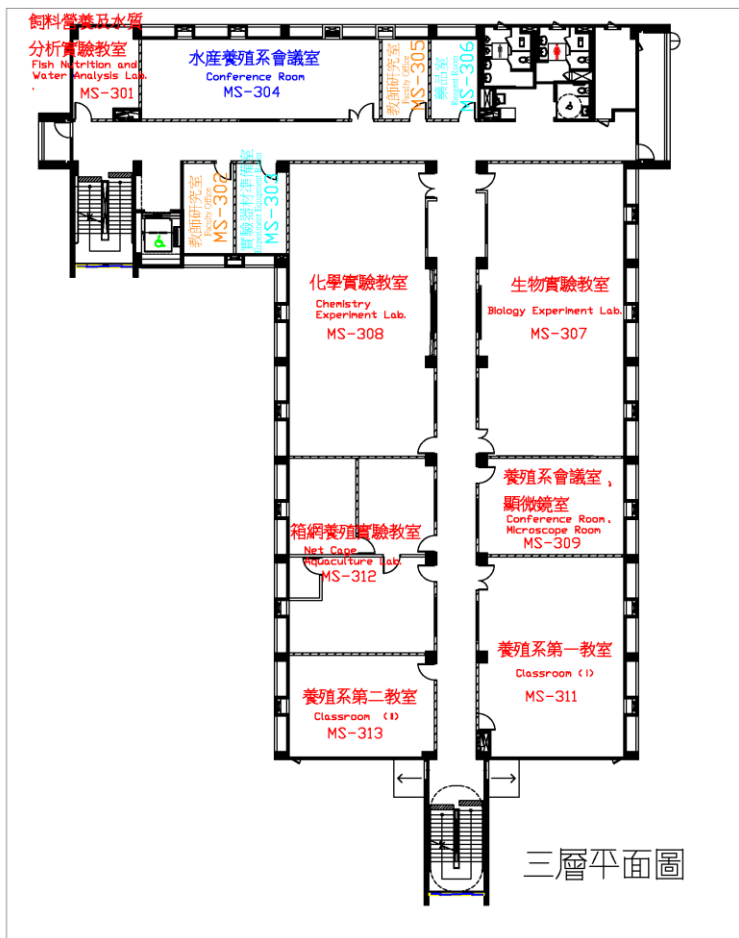 飼料營養及水質
分析實驗教室
Fish Nutrition and
Water Analysis Lab.
MS-301
水産養殖系會議室
Conference Room
MS-304
教師研究室
Faculty Office
MS-305
藥品室
Reagent Room
MS-306
教師研究室
Faculty Office
MS-302
實驗器材準備室
MS-303
化學實驗教室
Chemistry
Experiment Lab.
MS-308
生物實驗教室
Biology Experiment Lab.
MS-307
養殖系會議室、
顯微鏡室
Conference Room、
Microscope Room
MS-309
箱網養殖實驗教室
Net Cage
Aquaculture Lab.
MS-312
養殖系第一教室
Classroom (I)
MS-311
養殖系第二教室
Classroom (II)
MS-313
三層平面圖